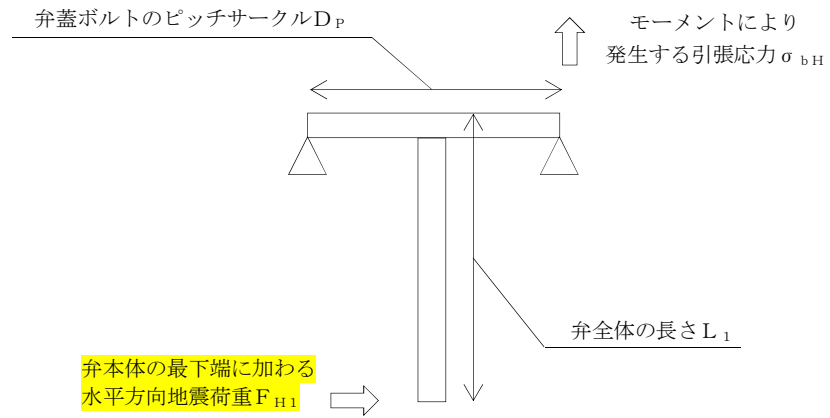 弁蓋ボルトのピッチサークルＤＰ
モーメントにより
発生する引張応力σｂＨ
弁全体の長さＬ１
弁本体の最下端に加わる
水平方向地震荷重ＦＨ１